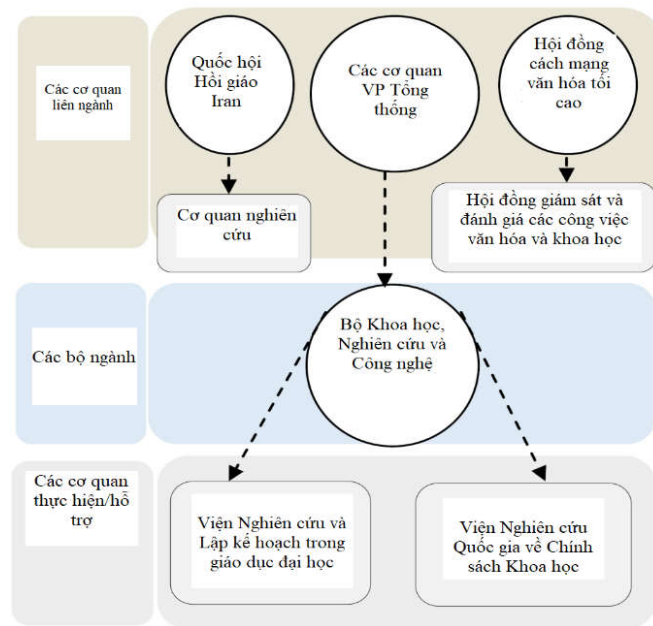 Các cơ quan
liên ngành
Quốc hội
Hồi giáo
Iran
Các cơ quan
VP Tổng
thống
Hội đồng
cách mạng
văn hóa tối
cao
Cơ quan nghiên
cứu
Hội đồng giám sát và
đánh giá các công việc
văn hóa và khoa học
Các bộ ngành
Bộ Khoa học,
Nghiên cứu và
Công nghệ
Các cơ quan
thực hiện/hỗ
trợ
Viện Nghiên cứu và
Lập kế hoạch trong
giáo dục đại học
Viện Nghiên cứu
Quốc gia về Chính
sách Khoa học